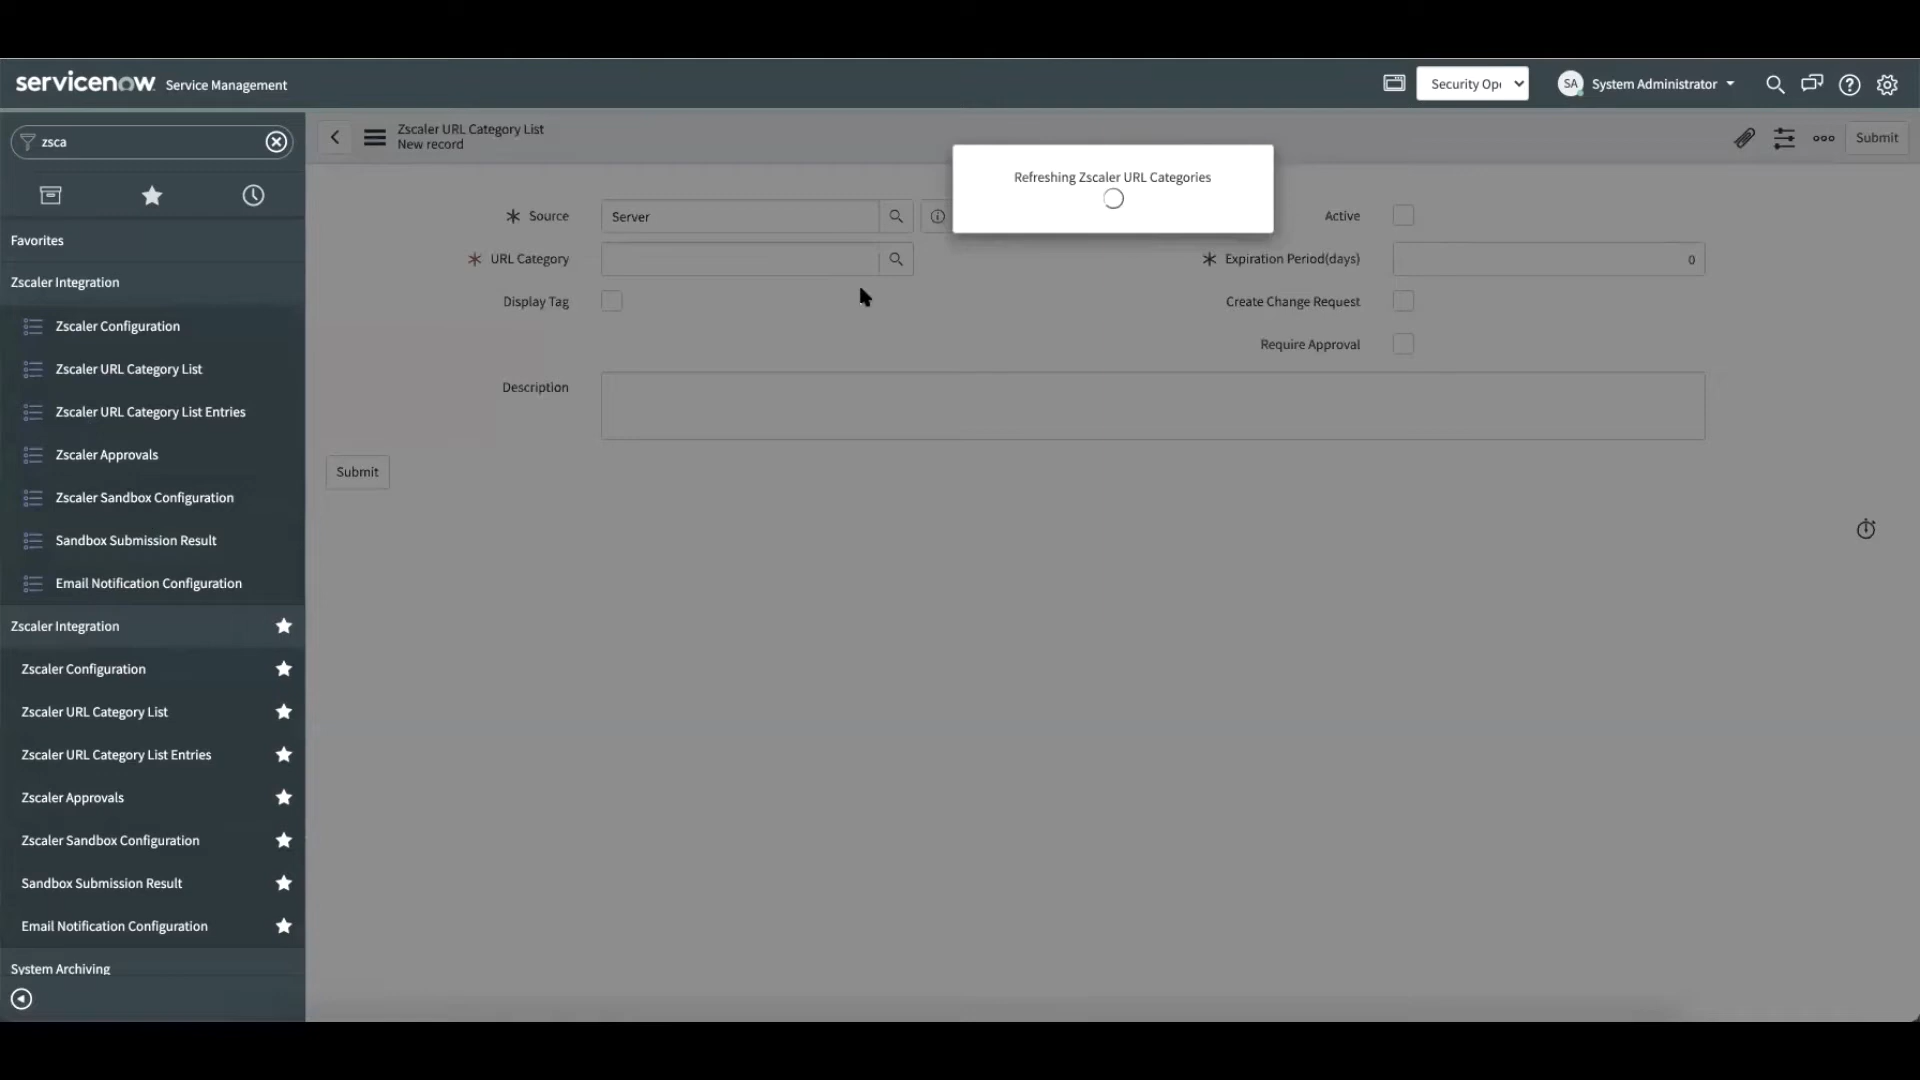 servicenow Service Management
Security Ope
SA System Administrator
zsca
Favorites
Zscaler Integration
Zscaler Configuration
Zscaler URL Category List
Zscaler URL Category List Entries
Zscaler Approvals
Zscaler Sandbox Configuration
Sandbox Submission Result
Email Notification Configuration
Zscaler Integration
Zscaler Configuration
Zscaler URL Category List
Zscaler URL Category List Entries
Zscaler Approvals
Zscaler Sandbox Configuration
Sandbox Submission Result
Email Notification Configuration
System Archiving
Zscaler URL Category List
New record
Submit
Refreshing Zscaler URL Categories
Source Server
URL Category
Display Tag
Active
Expiration Period(days) 0
Create Change Request
Require Approval
Description
Submit